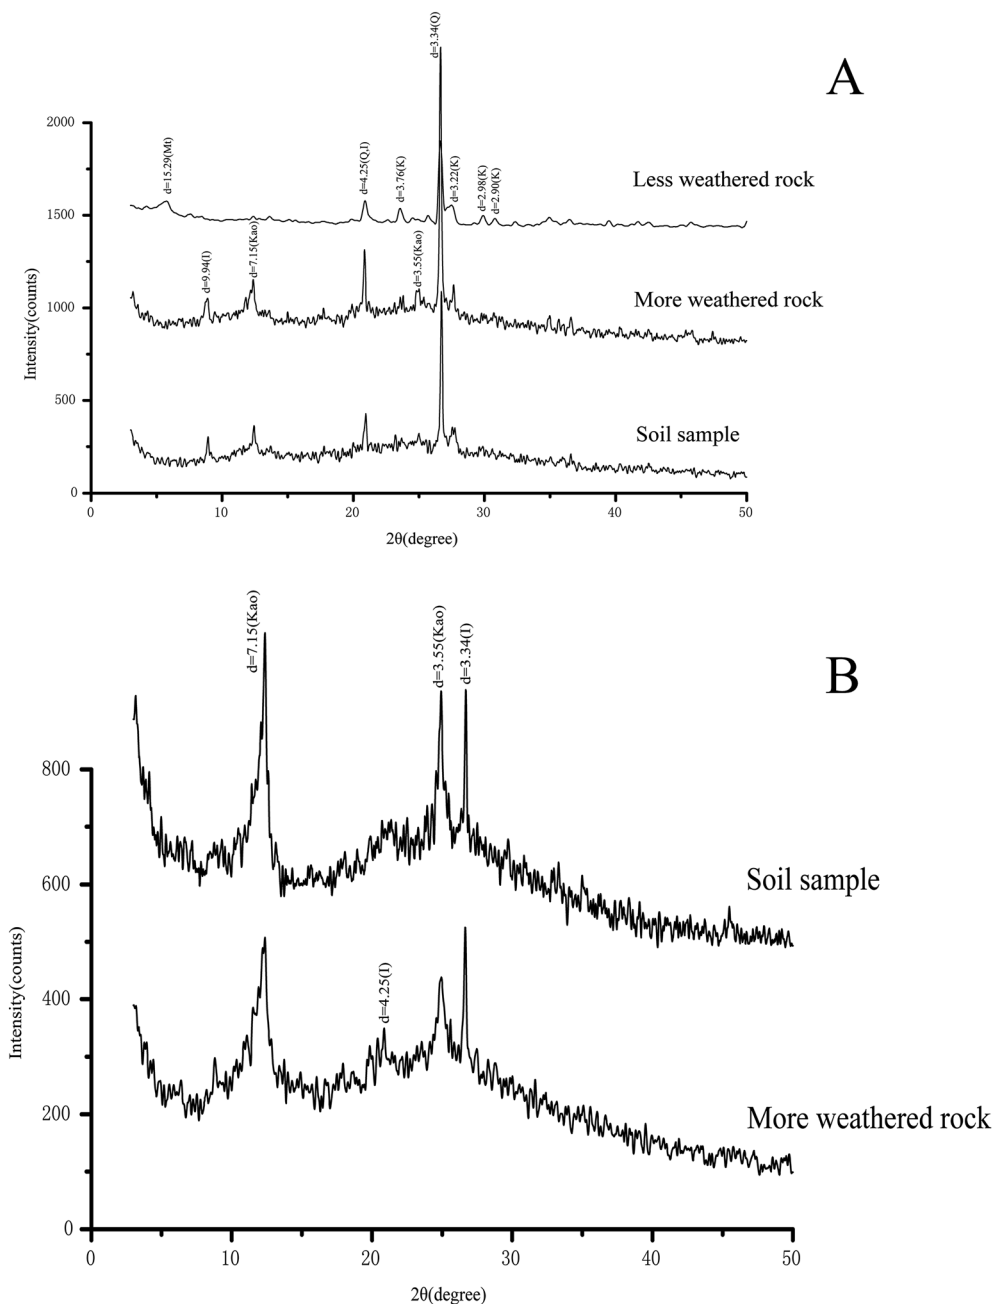 d=3.34(Q)
A
2000
d=15.29(Mt)
d=4.25(Q,I)
d=3.76(K)
d=3.22(K)
d=2.98(K)
d=2.90(K)
Less weathered rock
1500
d=9.94(I)
d=7.15(Kao)
d=3.55(Kao)
More weathered rock
1000
Intensity(counts)
500
Soil sample
0
0 10 20 30 40 50
2θ(degree)
d=7.15(Kao)
d=3.55(Kao)
d=3.34(I)
B
800
Soil sample
600
Intensity(counts)
400
d=4.25(I)
200
More weathered rock
0
0 10 20 30 40 50
2θ(degree)